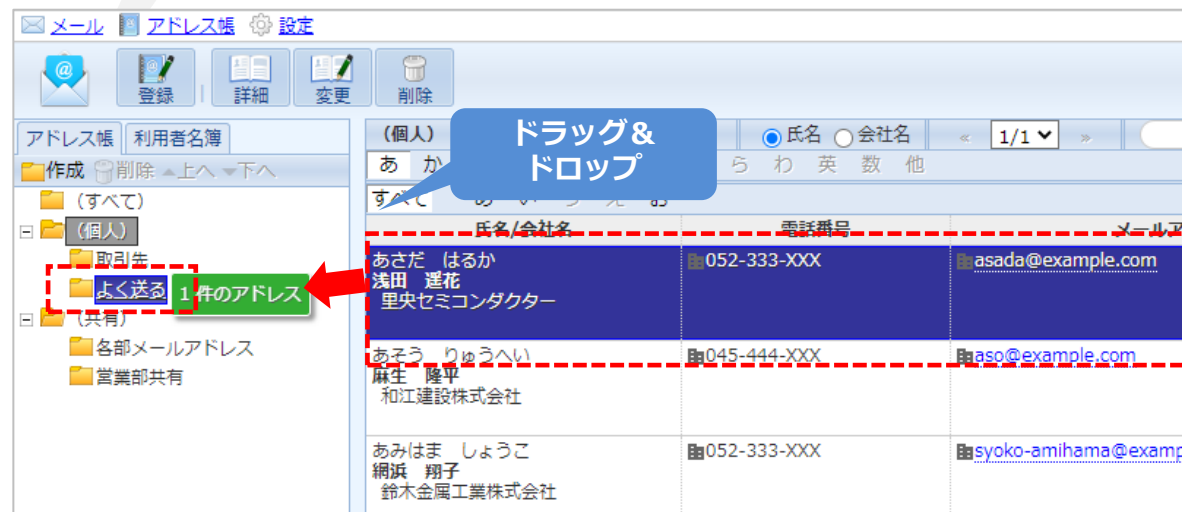 メール アドレス帳 設定
登録 詳細 変更 削除
アドレス帳 利用者名簿
作成 削除 上へ 下へ
(すべて)
(個人)
取引先
よく送る
1 件のアドレス
(共有)
各部メールアドレス
営業部共有
ドラッグ&
ドロップ
(個人) 氏名 会社名 « 1/1 »
あ か ら わ 英 数 他
すべて あ い う え お
氏名/会社名 電話番号 メールア
あさだ はるか 052-333-XXX asada@example.com
浅田 遥花
里央セミコンダクター
あそう りゅうへい 045-444-XXX aso@example.com
麻生 隆平
和江建設株式会社
あみはま しょうこ 052-333-XXX syoko-amihama@examp
網浜 翔子
鈴木金属工業株式会社